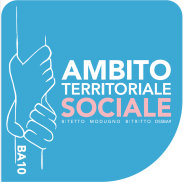 AMBITO
TERRITORIALE
SOCIALE
BITETTO MODUGNO BITRITTO
BA10